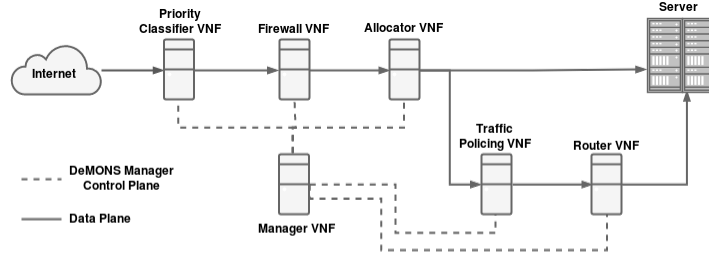 Server
Priority
Classifier VNF
Firewall VNF
Allocator VNF
Internet
Traffic
Policing VNF
Router VNF
DeMONS Manager
Control Plane
Data Plane
Manager VNF